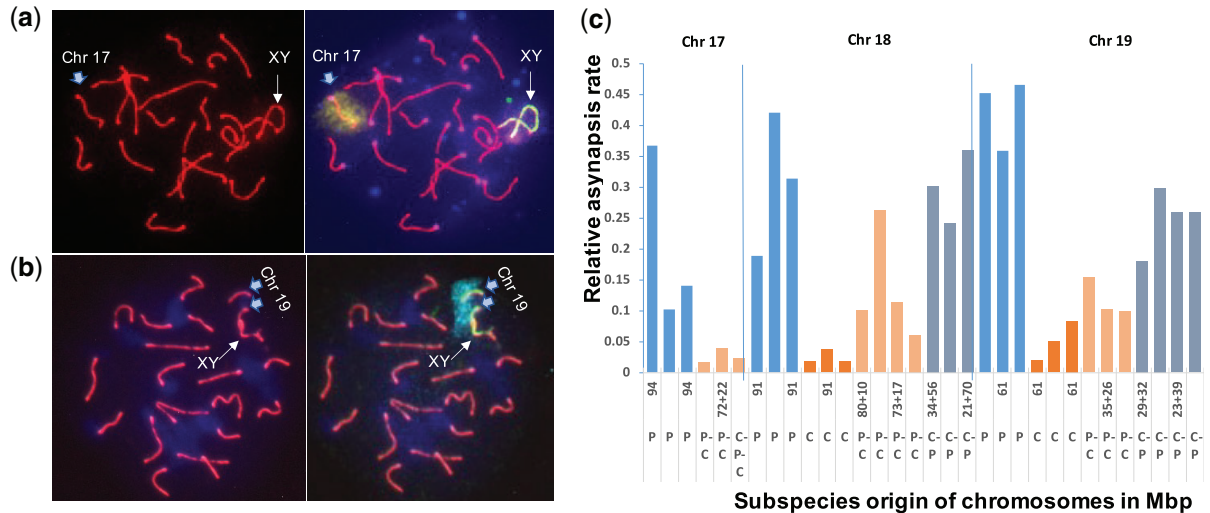 (a)
Chr 17
XY
Chr 17
XY
(b)
Chr 19
XY
Chr 19
XY
(c)
Chr 17 Chr 18 Chr 19
Relative asynapsis rate
0.5
0.45
0.4
0.35
0.3
0.25
0.2
0.15
0.1
0.05
0
94 94 72+22 91 91 91 80+10 73+17 34+56 21+70 61 61 61 35+26 29+32 23+39
P P P P-C P-C C-P-C P P P C C C P-C P-C P-C P-C C-P C-P C-P P P P C C C P-C P-C P-C C-P C-P C-P C-P
Subspecies origin of chromosomes in Mbp